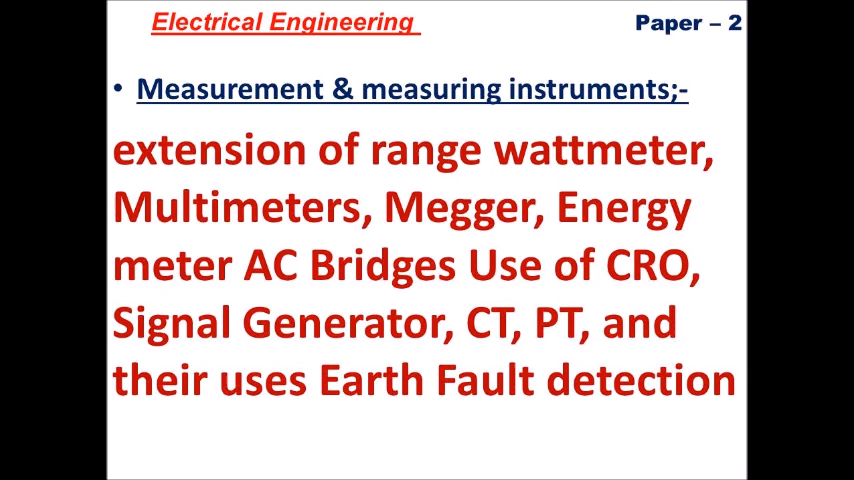 Electrical Engineering
Paper – 2
• Measurement & measuring instruments;-
extension of range wattmeter,
Multimeters, Megger, Energy
meter AC Bridges Use of CRO,
Signal Generator, CT, PT, and
their uses Earth Fault detection